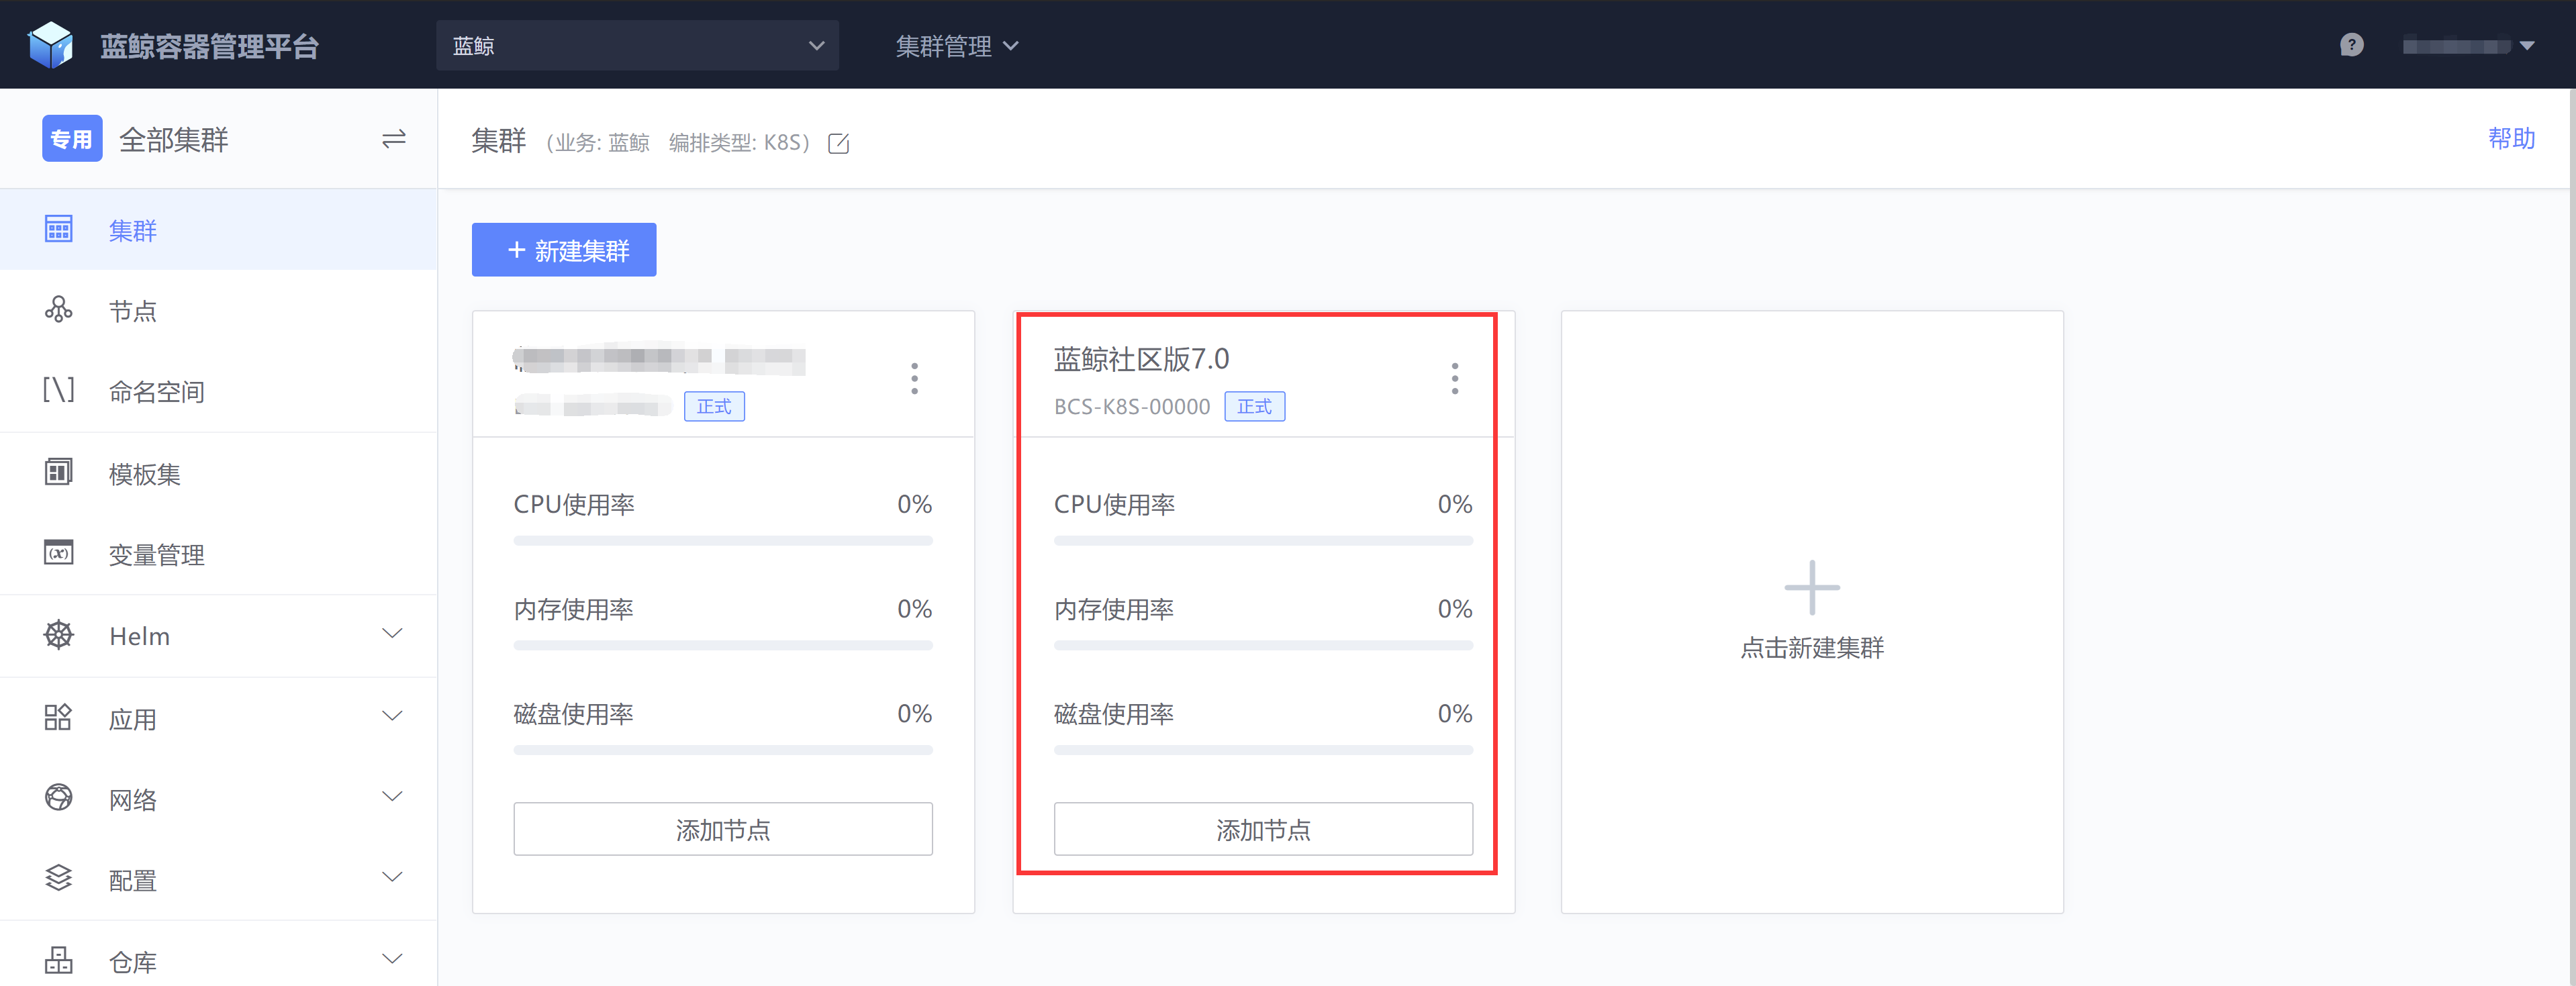 蓝鲸容器管理平台
蓝鲸
集群管理
?
专用 全部集群
集群 (业务: 蓝鲸 编排类型: K8S)
帮助
集群
节点
[\] 命名空间
模板集
(x) 变量管理
Helm
应用
网络
配置
仓库
+ 新建集群
正式
CPU使用率 0%
内存使用率 0%
磁盘使用率 0%
添加节点
蓝鲸社区版7.0
BCS-K8S-00000 正式
CPU使用率 0%
内存使用率 0%
磁盘使用率 0%
添加节点
点击新建集群